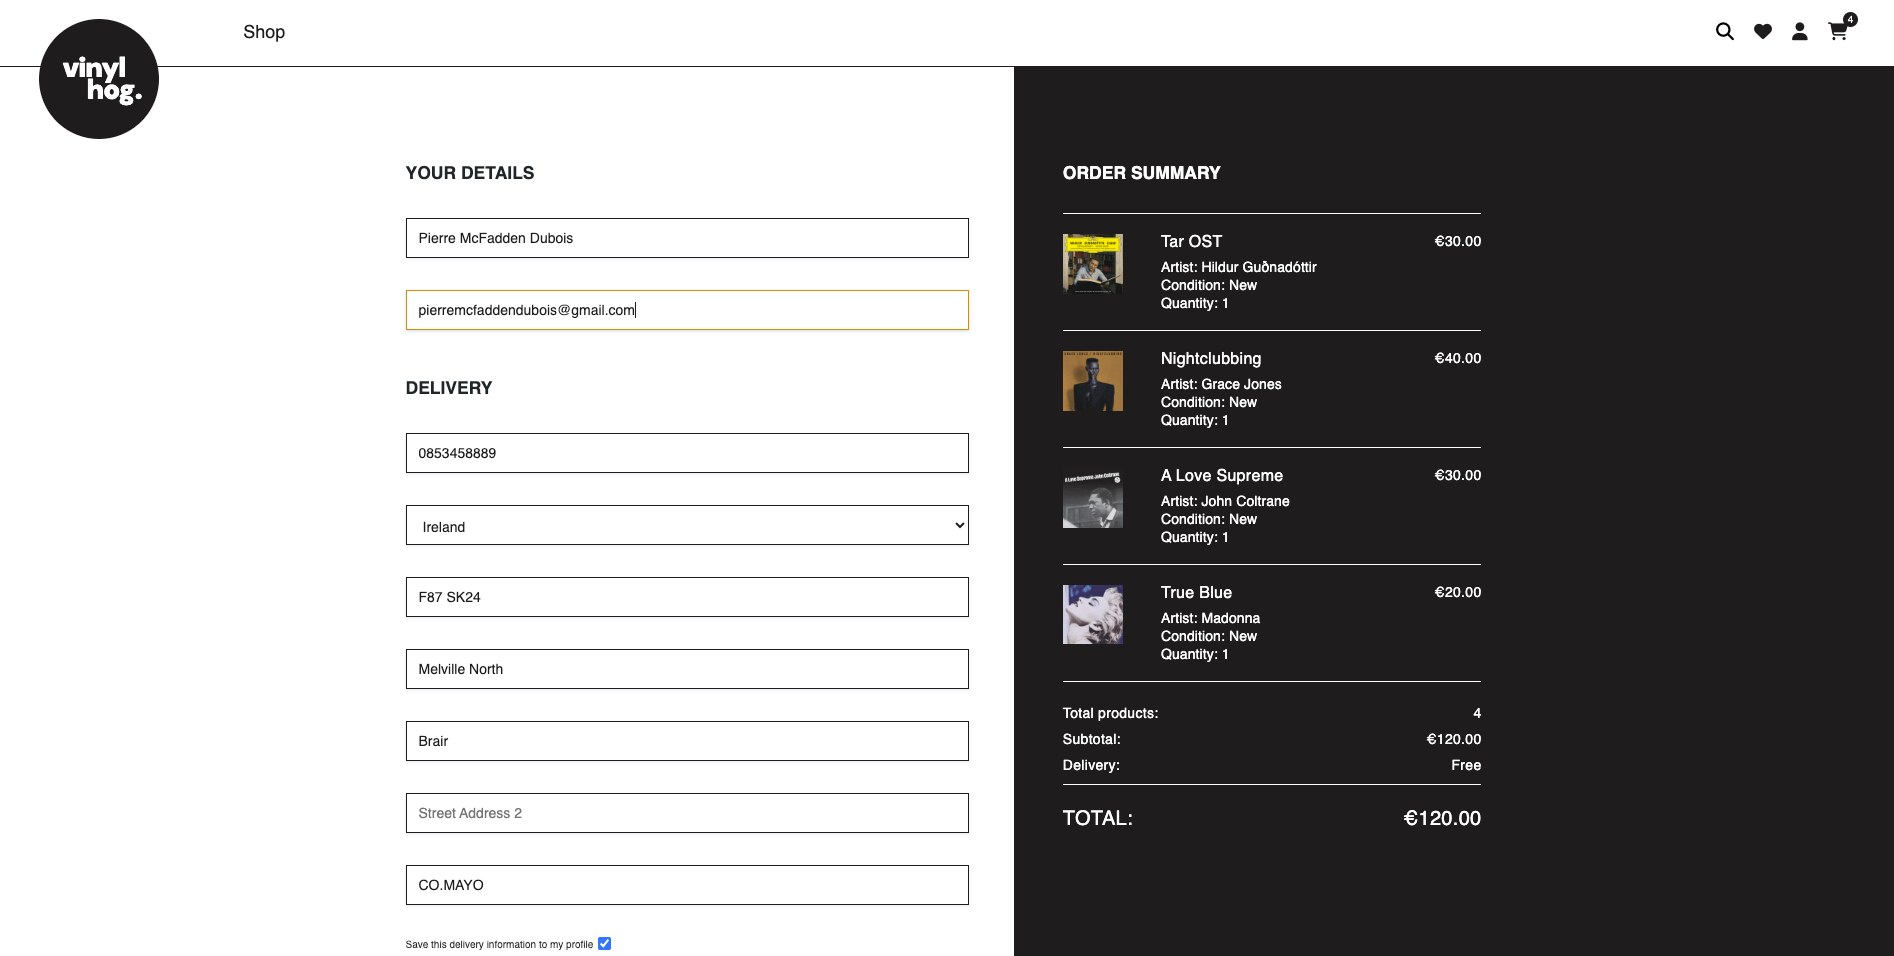 vinyl
hog.
Shop
4
YOUR DETAILS
Pierre McFadden Dubois
pierremcfaddendubois@gmail.com
DELIVERY
0853458889
Ireland
F87 SK24
Melville North
Brair
Street Address 2
CO.MAYO
Save this delivery information to my profile
ORDER SUMMARY
Tar OST €30.00
Artist: Hildur Guðnadóttir
Condition: New
Quantity: 1
Nightclubbing €40.00
Artist: Grace Jones
Condition: New
Quantity: 1
A Love Supreme €30.00
Artist: John Coltrane
Condition: New
Quantity: 1
True Blue €20.00
Artist: Madonna
Condition: New
Quantity: 1
Total products: 4
Subtotal: €120.00
Delivery: Free
TOTAL: €120.00